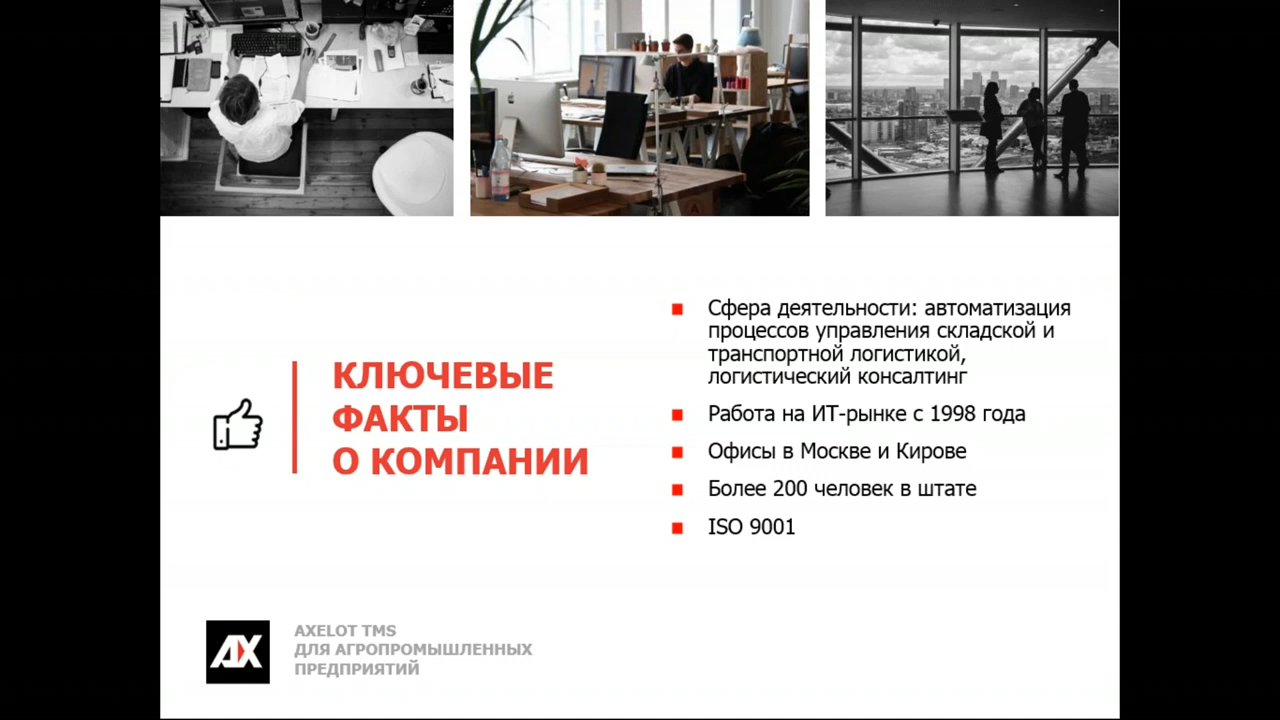 КЛЮЧЕВЫЕ
ФАКТЫ
О КОМПАНИИ
Сфера деятельности: автоматизация
процессов управления складской и
транспортной логистикой,
логистический консалтинг
Работа на ИТ-рынке с 1998 года
Офисы в Москве и Кирове
Более 200 человек в штате
ISO 9001
AX
AXELOT TMS
ДЛЯ АГРОПРОМЫШЛЕННЫХ
ПРЕДПРИЯТИЙ